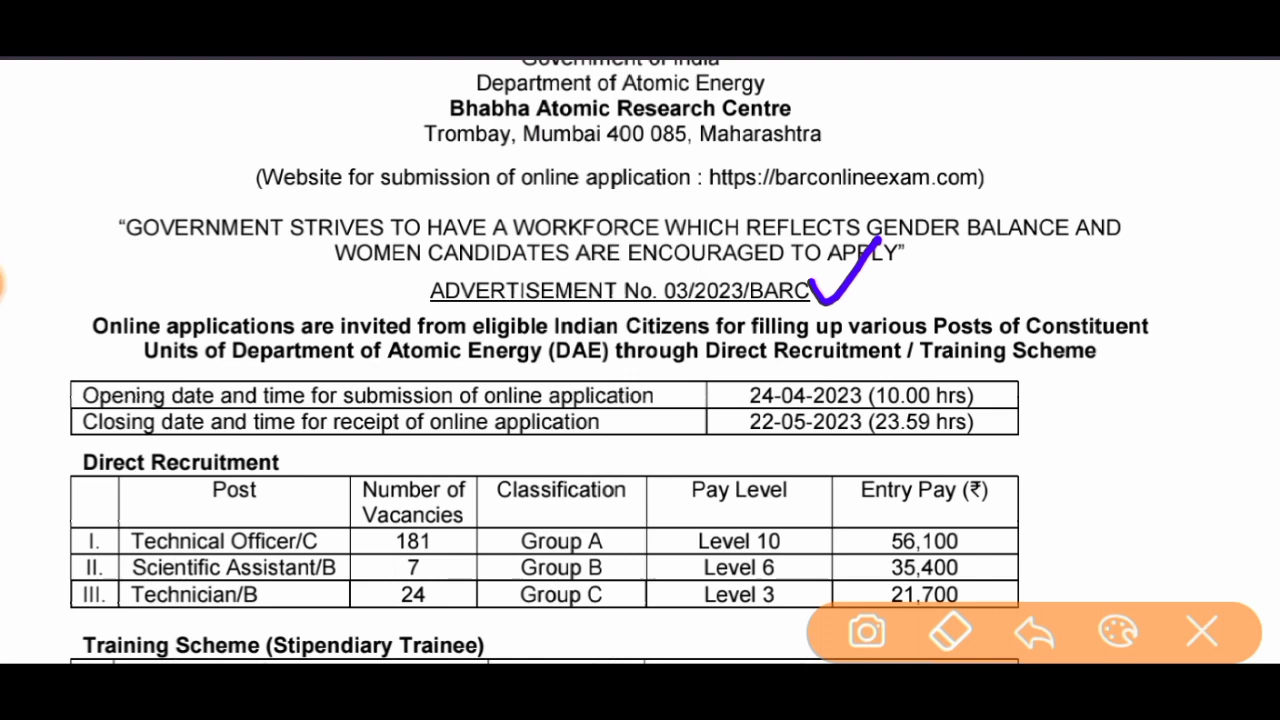 Government of India
Department of Atomic Energy
Bhabha Atomic Research Centre
Trombay, Mumbai 400 085, Maharashtra
(Website for submission of online application : https://barconlineexam.com)
“GOVERNMENT STRIVES TO HAVE A WORKFORCE WHICH REFLECTS GENDER BALANCE AND
WOMEN CANDIDATES ARE ENCOURAGED TO APPLY”
ADVERTISEMENT No. 03/2023/BARC
Online applications are invited from eligible Indian Citizens for filling up various Posts of Constituent
Units of Department of Atomic Energy (DAE) through Direct Recruitment / Training Scheme
Opening date and time for submission of online application 24-04-2023 (10.00 hrs)
Closing date and time for receipt of online application 22-05-2023 (23.59 hrs)
Direct Recruitment
Post Number of Vacancies Classification Pay Level Entry Pay (₹)
I. Technical Officer/C 181 Group A Level 10 56,100
II. Scientific Assistant/B 7 Group B Level 6 35,400
III. Technician/B 24 Group C Level 3 21,700
Training Scheme (Stipendiary Trainee)